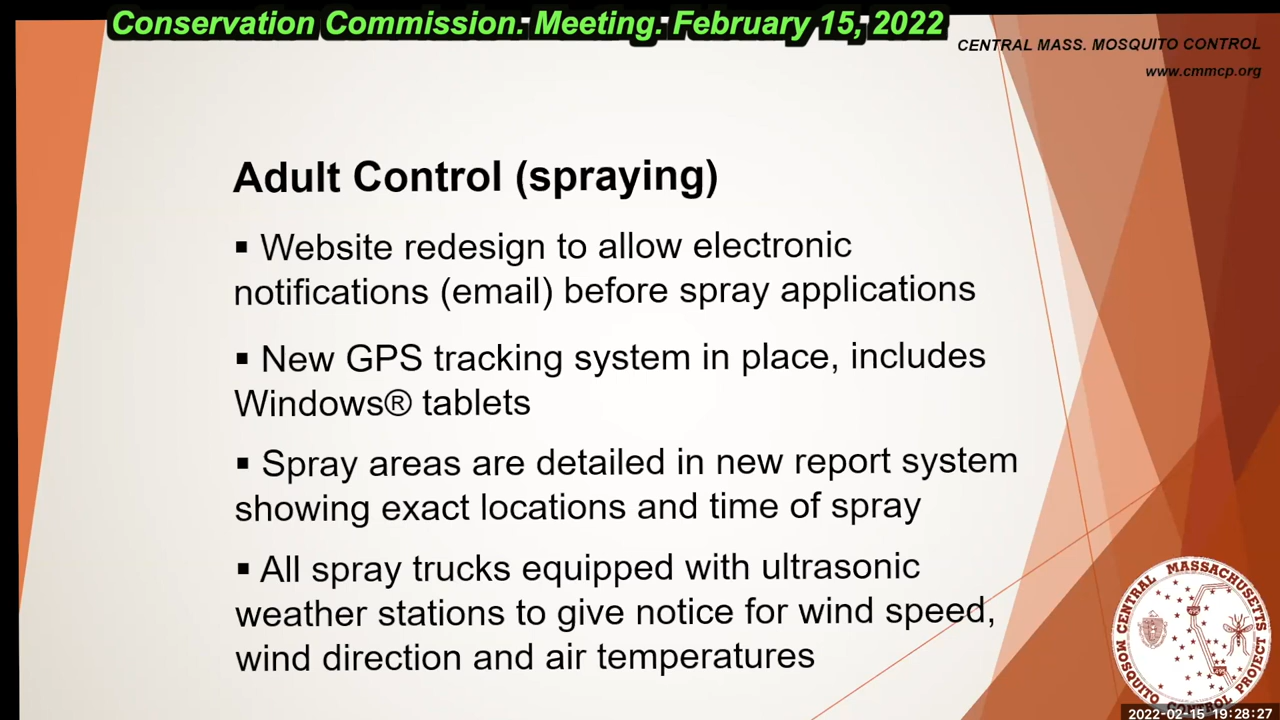 Conservation Commission. Meeting. February 15, 2022
CENTRAL MASS. MOSQUITO CONTROL
www.cmmcp.org
Adult Control (spraying)
▪ Website redesign to allow electronic
notifications (email) before spray applications
▪ New GPS tracking system in place, includes
Windows® tablets
▪ Spray areas are detailed in new report system
showing exact locations and time of spray
▪ All spray trucks equipped with ultrasonic
weather stations to give notice for wind speed,
wind direction and air temperatures
CENTRAL MASSACHUSETTS
MOSQUITO CONTROL PROJECT
495
2022-02-15 19:28:27